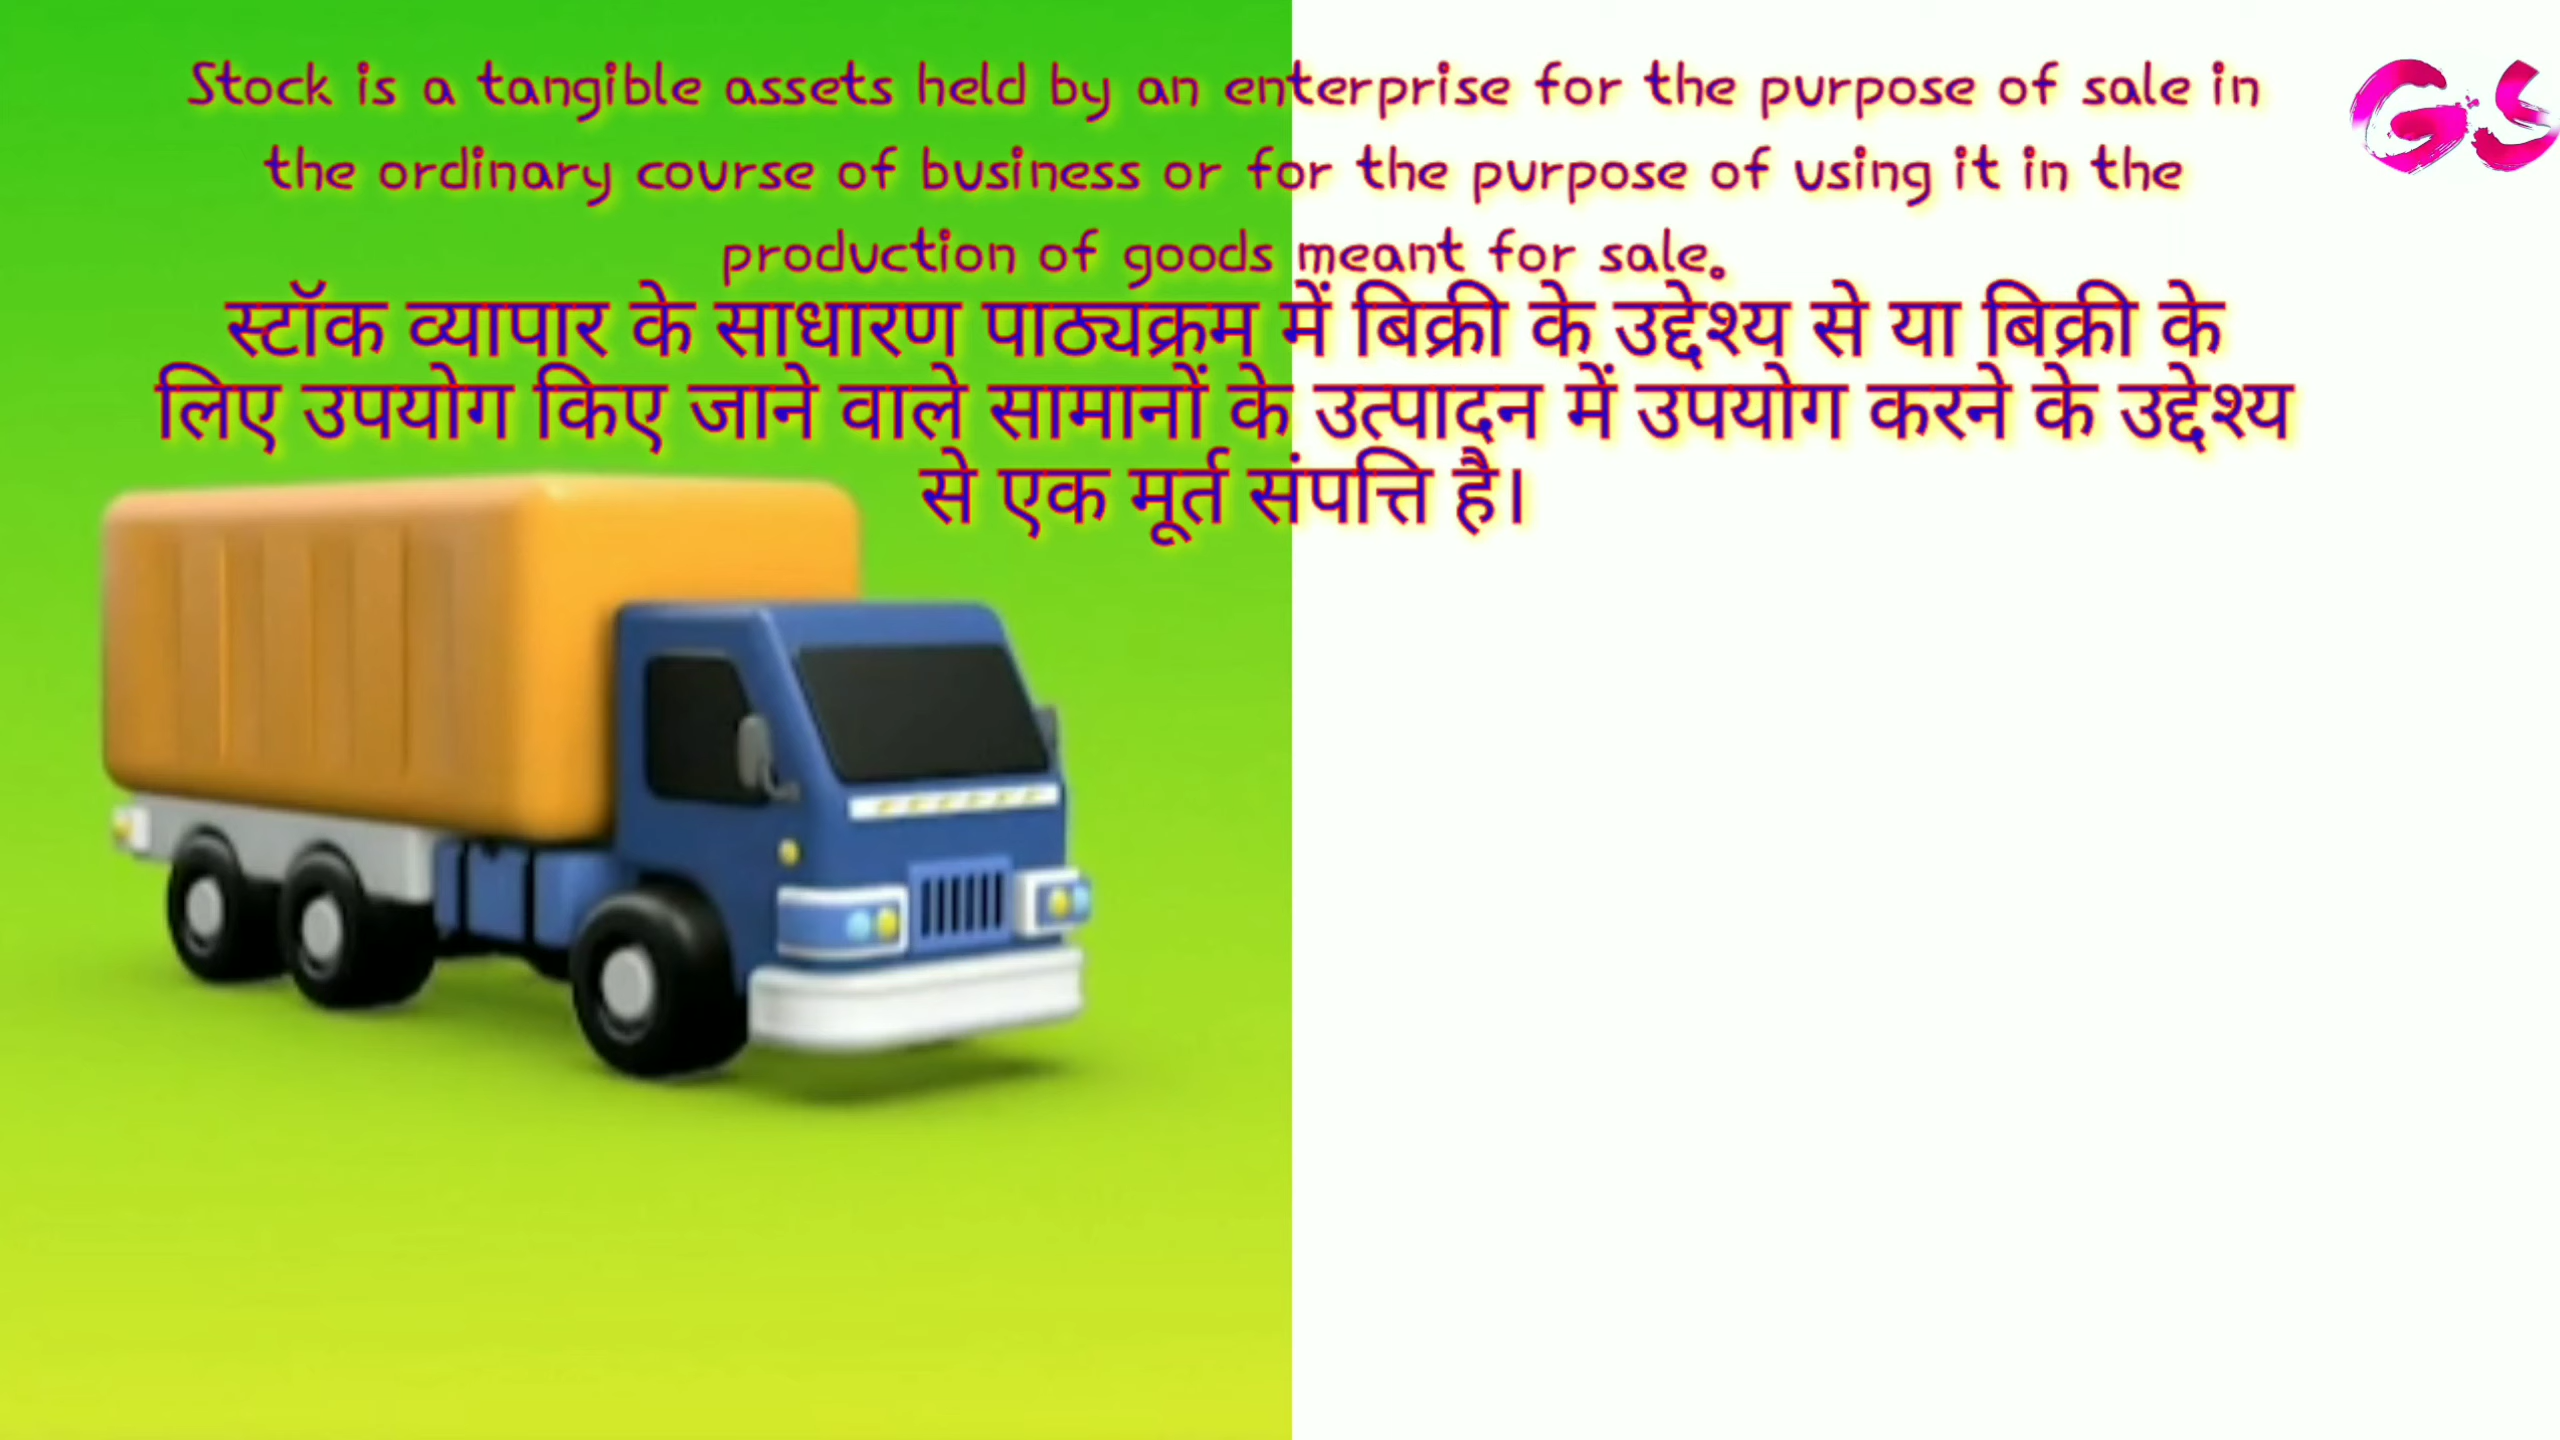 Stock is a tangible assets held by an enterprise for the purpose of sale in
the ordinary course of business or for the purpose of using it in the
production of goods meant for sale.
स्टॉक व्यापार के साधारण पाठ्यक्रम में बिक्री के उद्देश्य से या बिक्री के
लिए उपयोग किए जाने वाले सामानों के उत्पादन में उपयोग करने के उद्देश्य
से एक मूर्त संपत्ति है।
GS